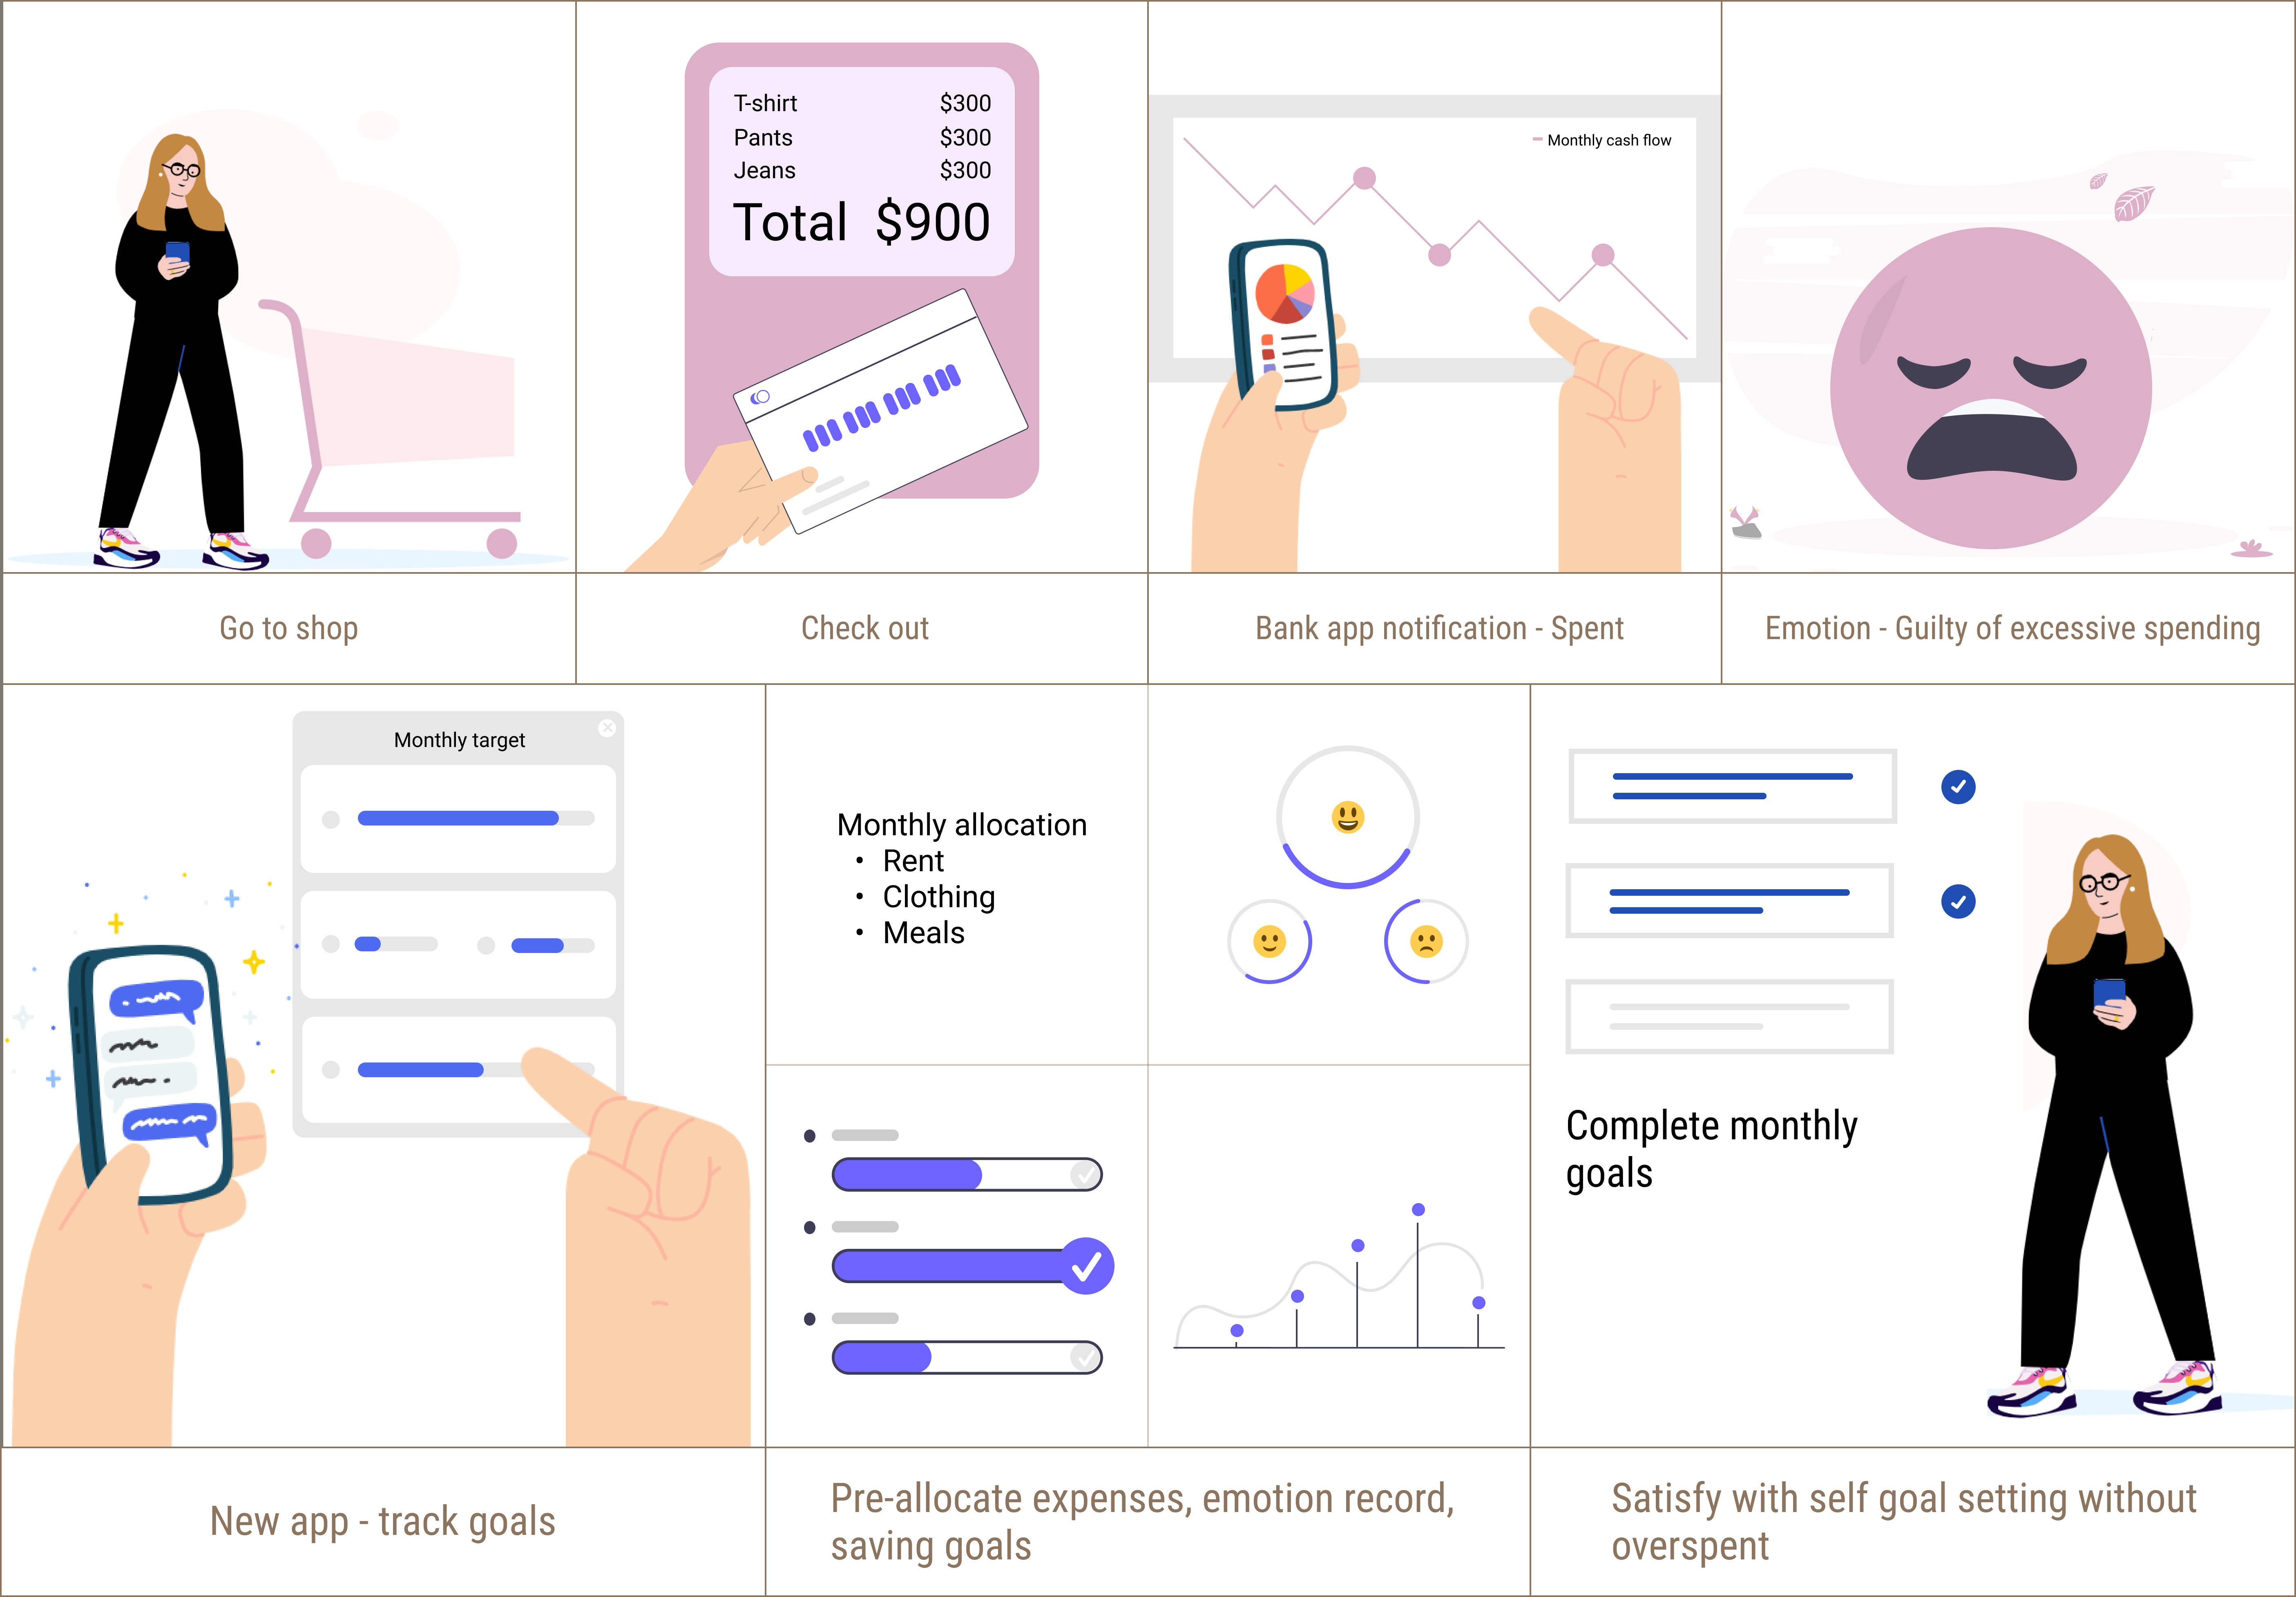 T-shirt $300
Pants $300
Jeans $300
Total $900
Monthly cash flow
Go to shop
Check out
Bank app notification - Spent
Emotion - Guilty of excessive spending
Monthly target
Monthly allocation
• Rent
• Clothing
• Meals
Complete monthly
goals
New app - track goals
Pre-allocate expenses, emotion record,
saving goals
Satisfy with self goal setting without
overspent